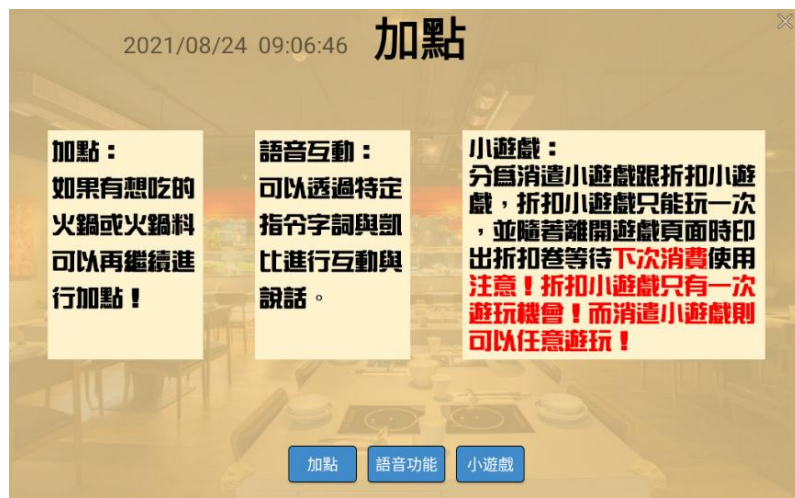 2021/08/24 09:06:46
加點
加點：
如果有想吃的
火鍋或火鍋料
可以再繼續進
行加點！
語音互動：
可以透過特定
指令字詞與凱
比進行互動與
說話。
小遊戲：
分為消遣小遊戲跟折扣小遊
戲，折扣小遊戲只能玩一次
，並隨著離開遊戲頁面時印
出折扣卷等待下次消費使用
注意！折扣小遊戲只有一次
遊玩機會！而消遣小遊戲則
可以任意遊玩！
加點
語音功能
小遊戲